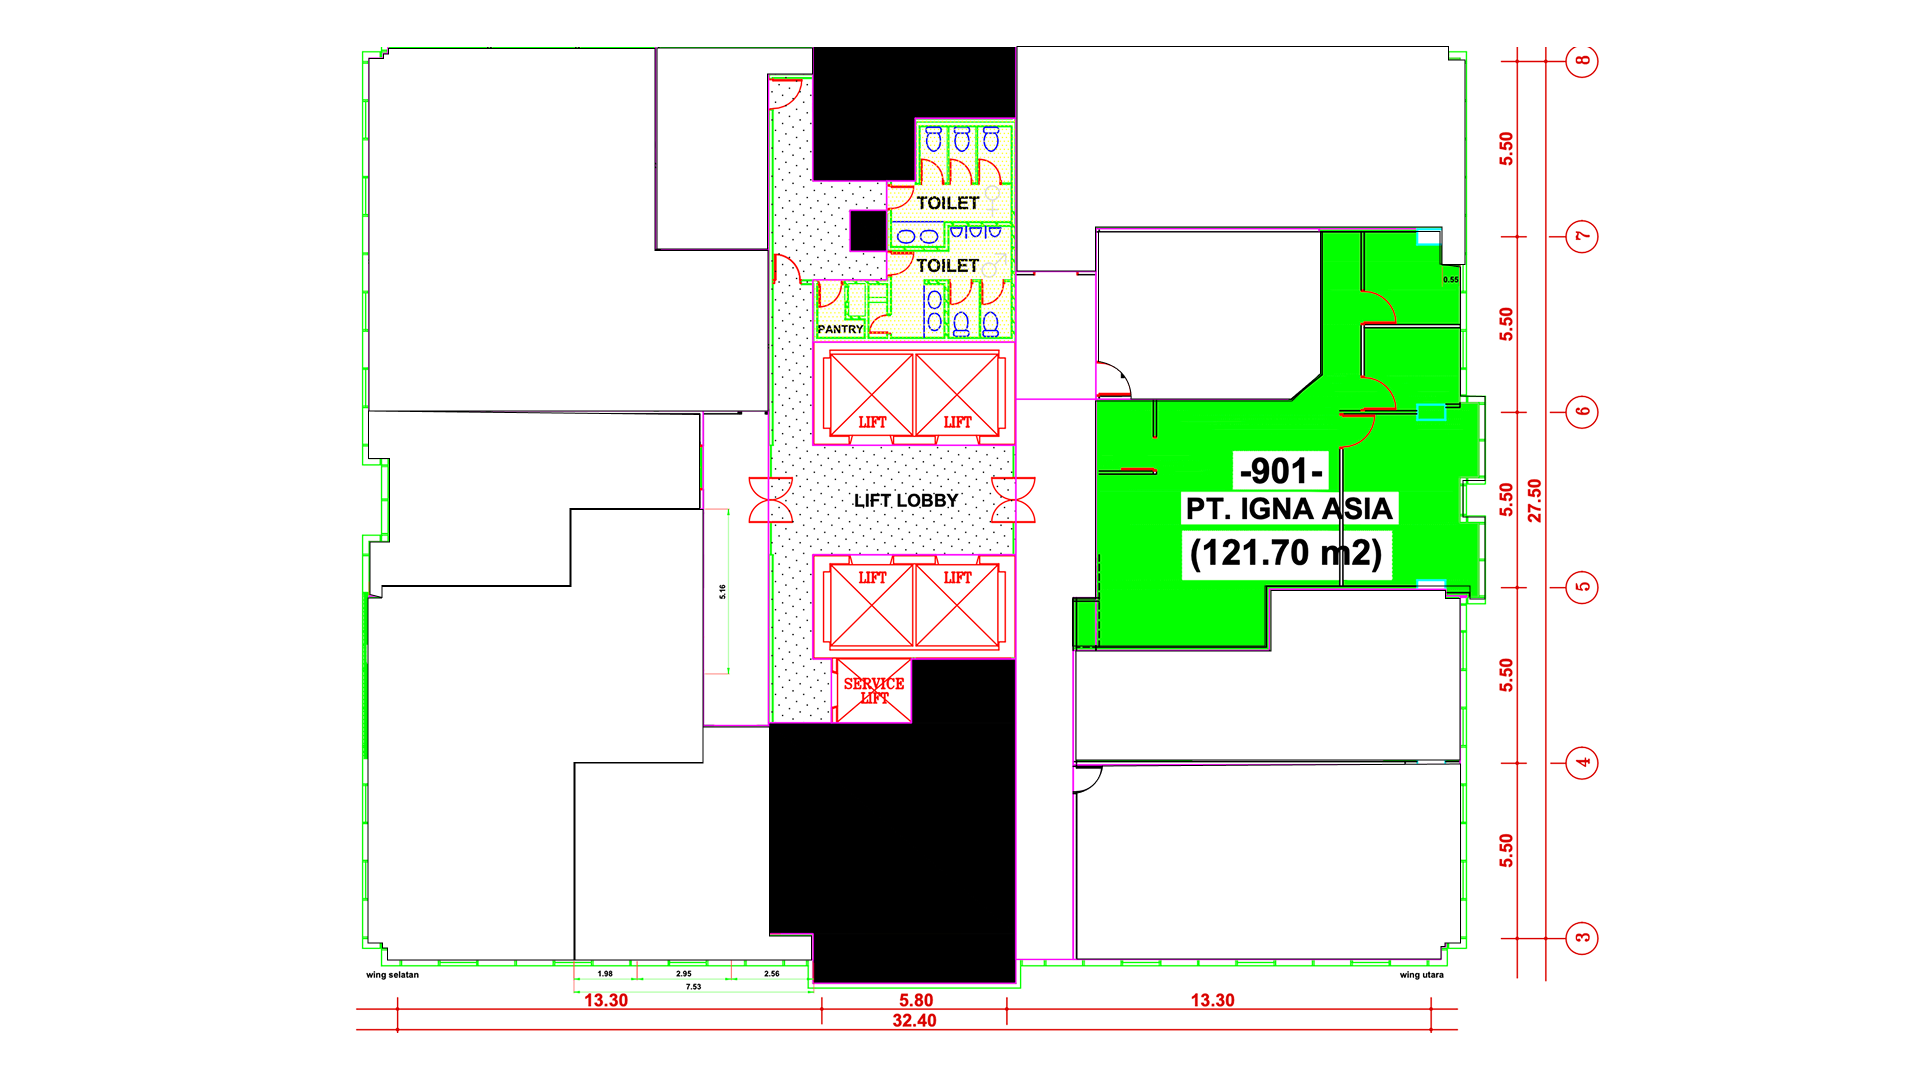 8
5.50
TOILET
7
TOILET
0.55
PANTRY
5.50
6
LIFT
LIFT
-901-
PT. IGNA ASIA
(121.70 m2)
LIFT LOBBY
5.50
27.50
LIFT
LIFT
5.16
5
SERVICE
LIFT
5.50
4
5.50
3
wing selatan
1.98
2.95
2.56
wing utara
7.53
13.30
5.80
13.30
32.40